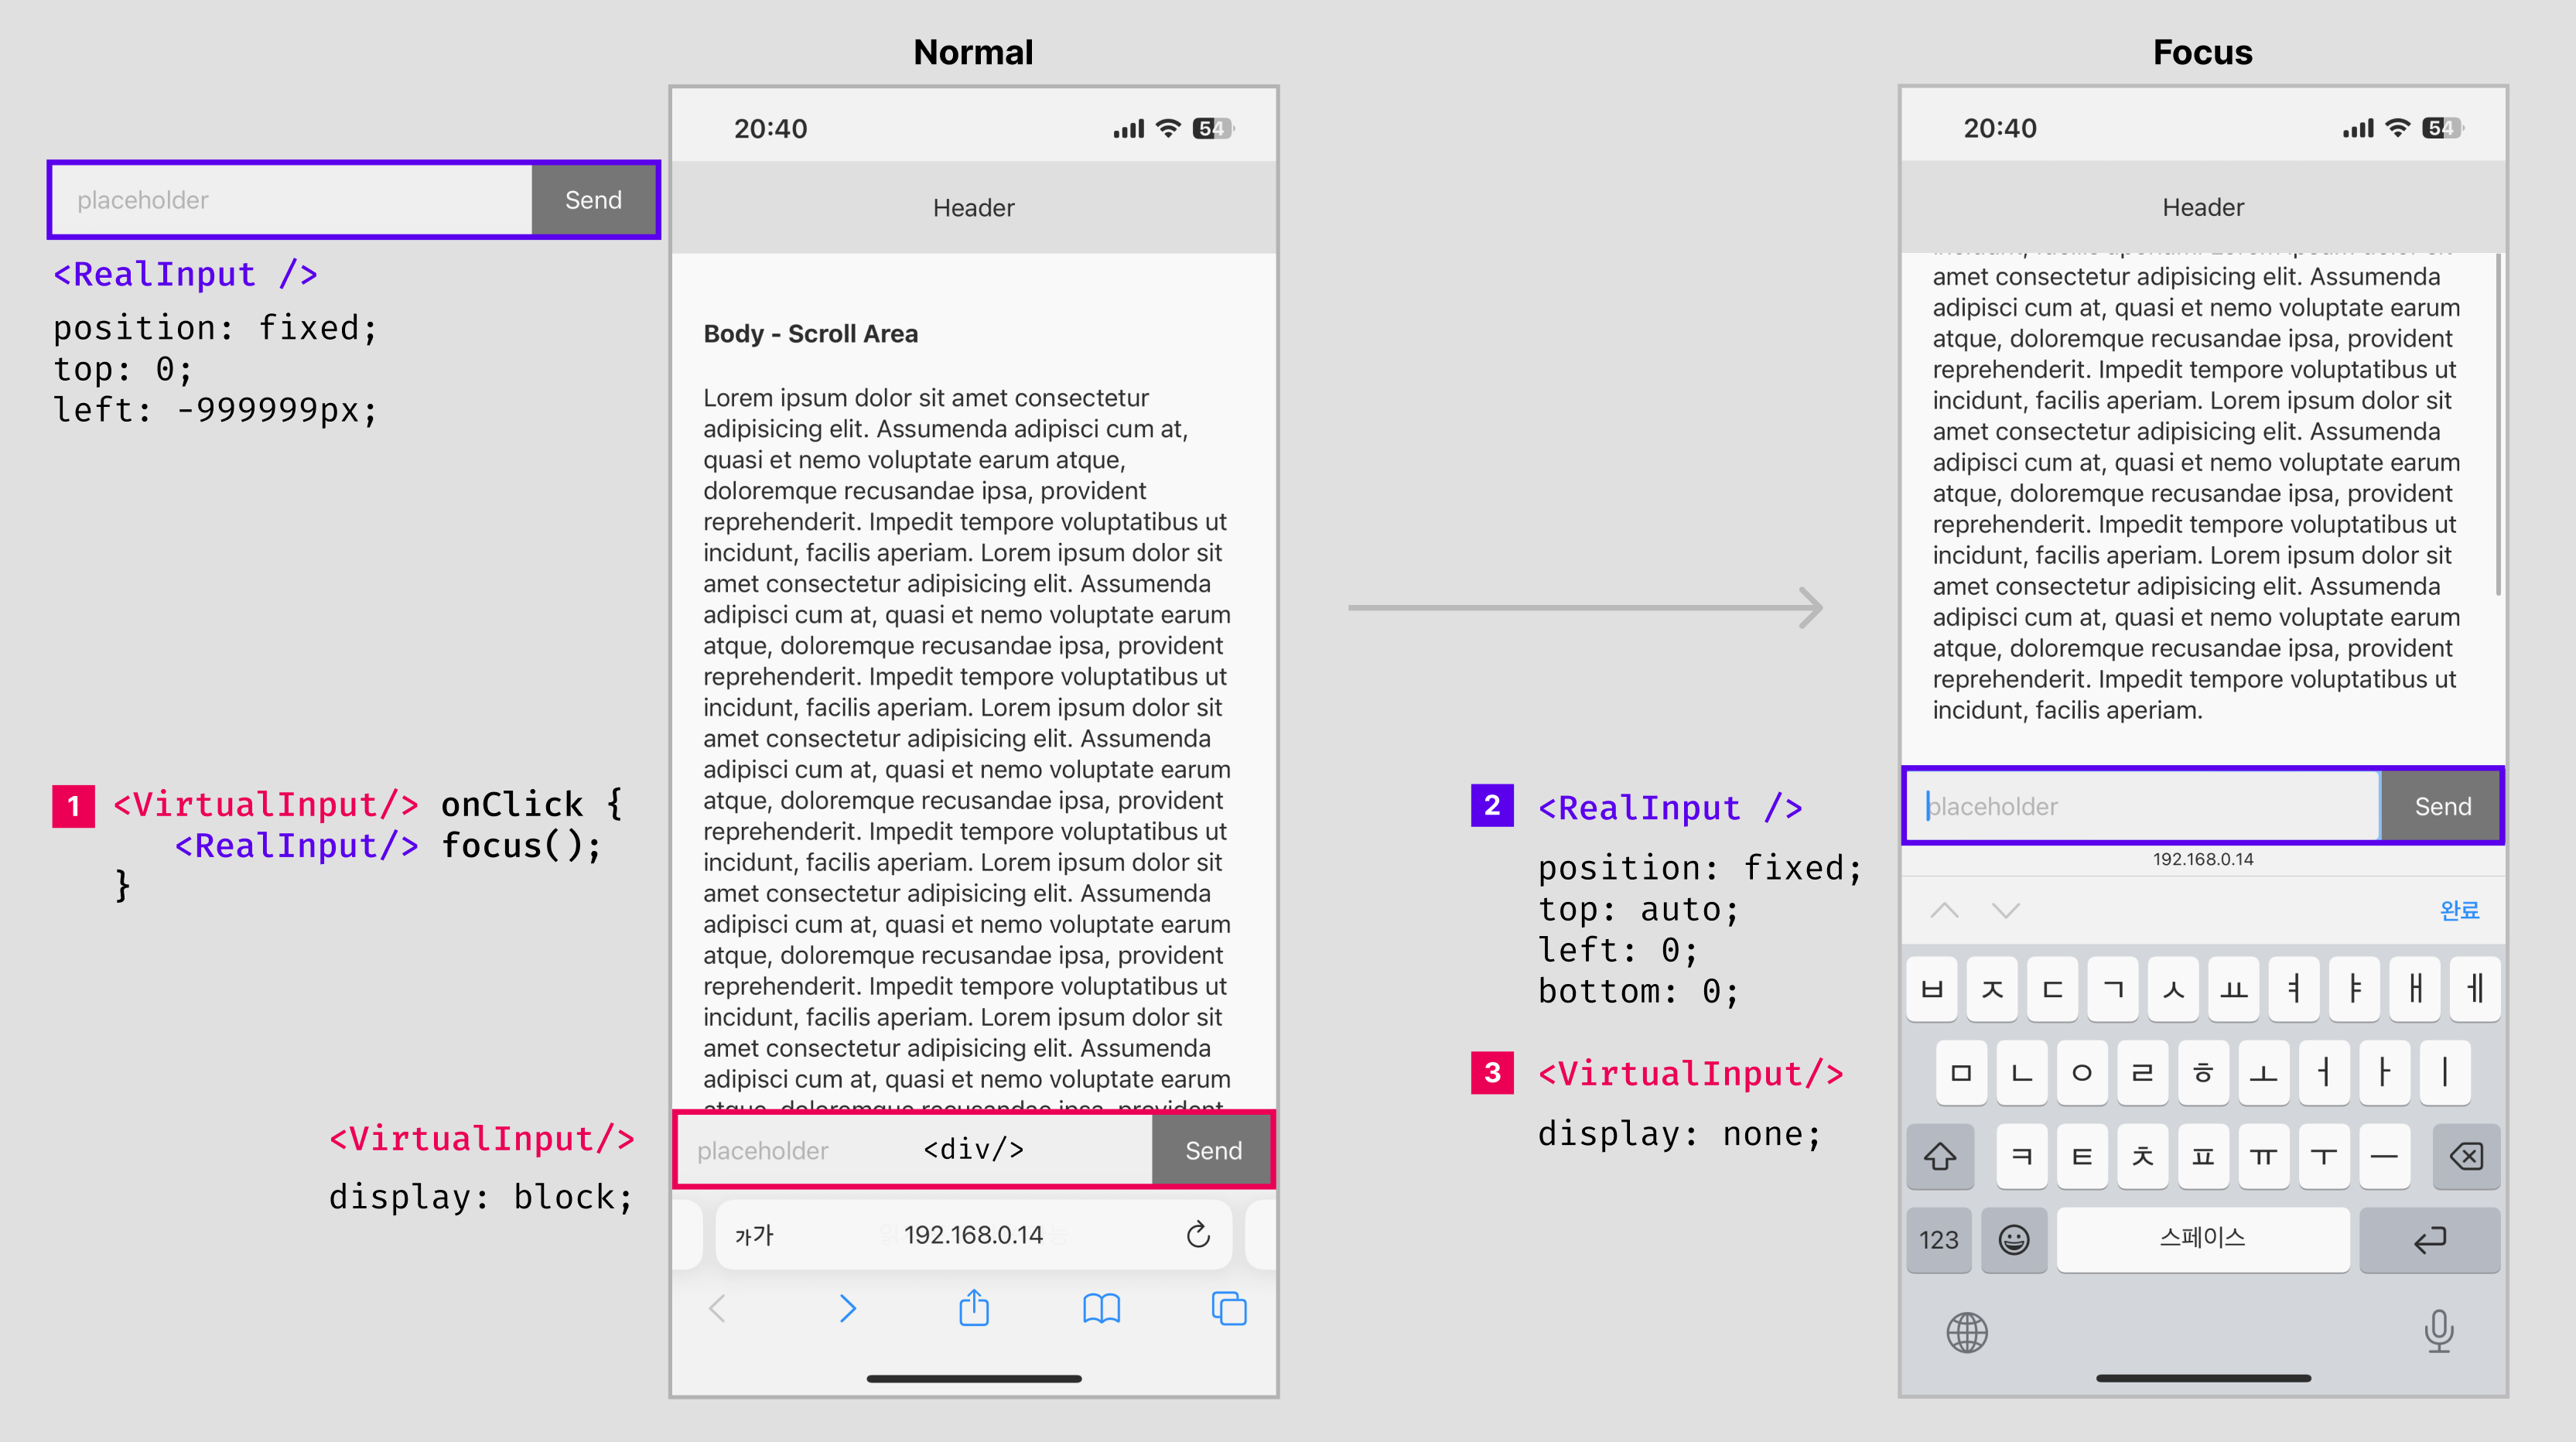 Normal
Focus
placeholder
Send
<RealInput />
position: fixed;
top: 0;
left: -999999px;
1
<VirtualInput/> onClick {
<RealInput/> focus();
}
<VirtualInput/>
display: block;
20:40
54
Header
Body - Scroll Area
Lorem ipsum dolor sit amet consectetur
adipisicing elit. Assumenda adipisci cum at,
quasi et nemo voluptate earum atque,
doloremque recusandae ipsa, provident
reprehenderit. Impedit tempore voluptatibus ut
incidunt, facilis aperiam. Lorem ipsum dolor sit
amet consectetur adipisicing elit. Assumenda
adipisci cum at, quasi et nemo voluptate earum
atque, doloremque recusandae ipsa, provident
reprehenderit. Impedit tempore voluptatibus ut
incidunt, facilis aperiam. Lorem ipsum dolor sit
amet consectetur adipisicing elit. Assumenda
adipisci cum at, quasi et nemo voluptate earum
atque, doloremque recusandae ipsa, provident
reprehenderit. Impedit tempore voluptatibus ut
incidunt, facilis aperiam. Lorem ipsum dolor sit
amet consectetur adipisicing elit. Assumenda
adipisci cum at, quasi et nemo voluptate earum
atque, doloremque recusandae ipsa, provident
reprehenderit. Impedit tempore voluptatibus ut
incidunt, facilis aperiam. Lorem ipsum dolor sit
amet consectetur adipisicing elit. Assumenda
adipisci cum at, quasi et nemo voluptate earum
atque, doloremque recusandae ipsa, provident
placeholder <div/> Send
가가 192.168.0.14
2
<RealInput />
position: fixed;
top: auto;
left: 0;
bottom: 0;
3
<VirtualInput/>
display: none;
20:40
54
Header
incidunt, facilis aperiam. Lorem ipsum dolor sit
amet consectetur adipisicing elit. Assumenda
adipisci cum at, quasi et nemo voluptate earum
atque, doloremque recusandae ipsa, provident
reprehenderit. Impedit tempore voluptatibus ut
incidunt, facilis aperiam. Lorem ipsum dolor sit
amet consectetur adipisicing elit. Assumenda
adipisci cum at, quasi et nemo voluptate earum
atque, doloremque recusandae ipsa, provident
reprehenderit. Impedit tempore voluptatibus ut
incidunt, facilis aperiam. Lorem ipsum dolor sit
amet consectetur adipisicing elit. Assumenda
adipisci cum at, quasi et nemo voluptate earum
atque, doloremque recusandae ipsa, provident
reprehenderit. Impedit tempore voluptatibus ut
incidunt, facilis aperiam.
placeholder Send
192.168.0.14
완료
ㅂ ㅈ ㄷ ㄱ ㅅ ㅛ ㅕ ㅑ ㅐ ㅔ
ㅁ ㄴ ㅇ ㄹ ㅎ ㅗ ㅓ ㅏ ㅣ
ㅋ ㅌ ㅊ ㅍ ㅠ ㅜ ㅡ
123 스페이스